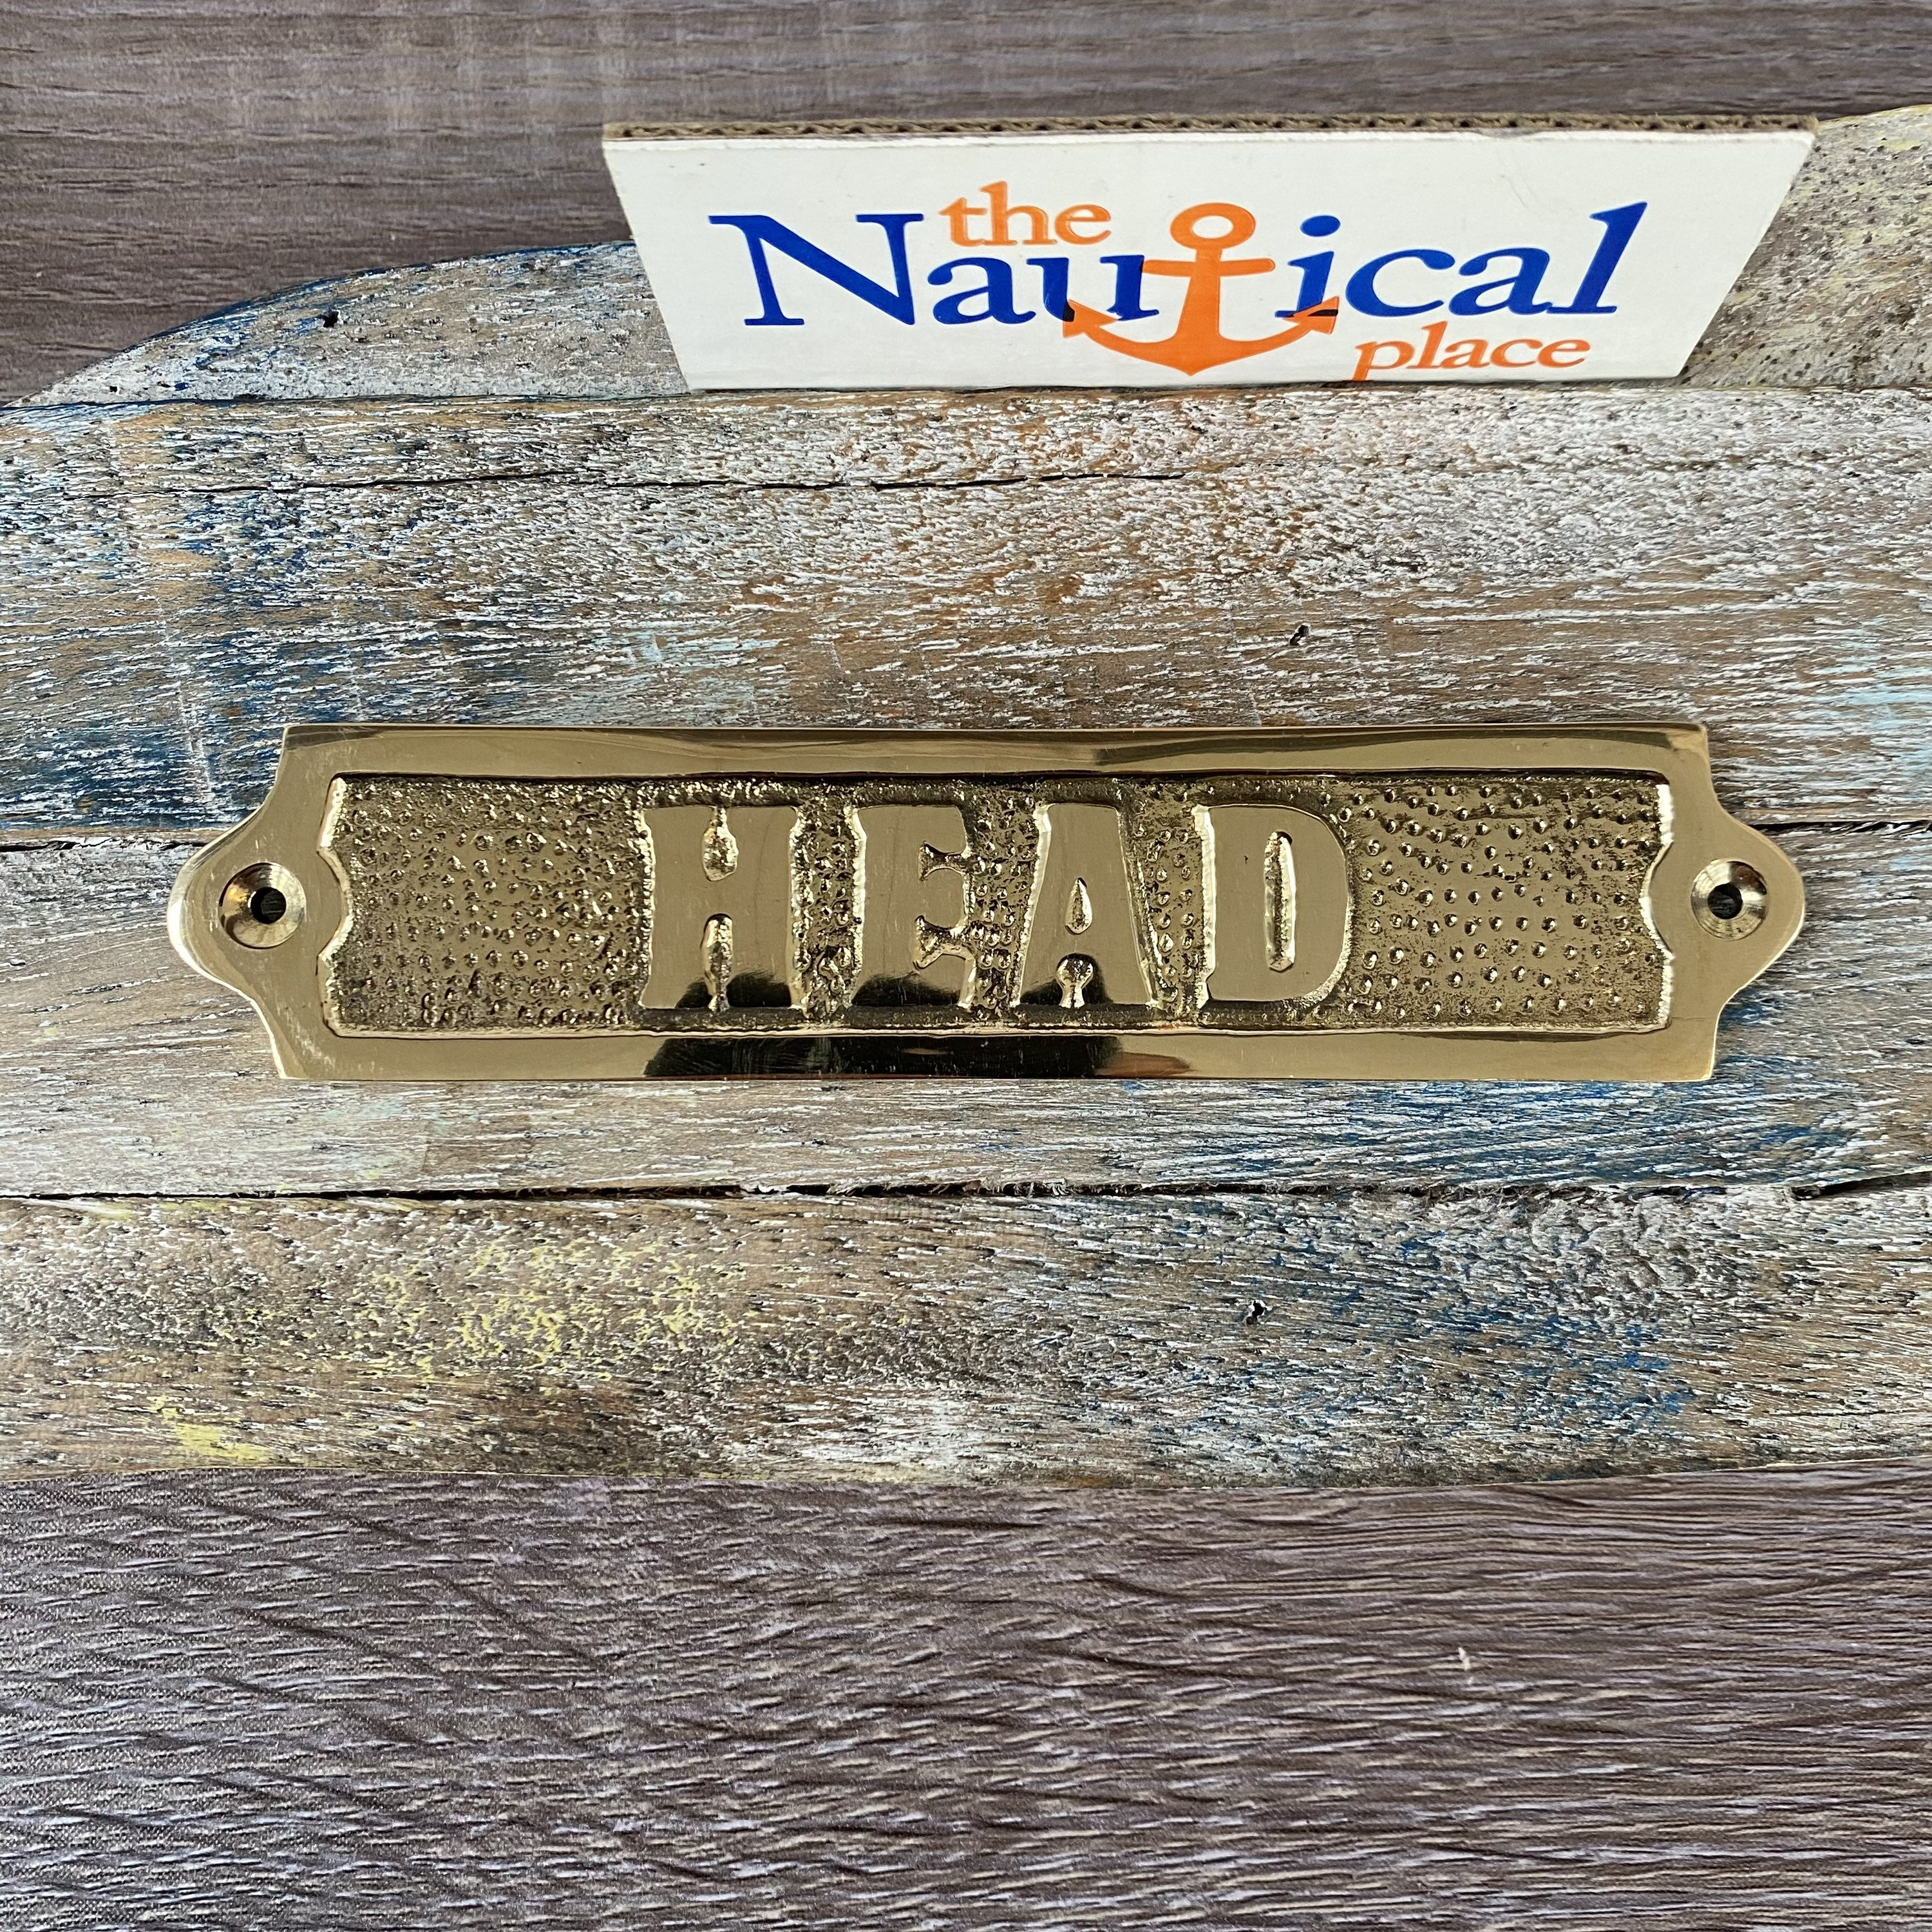 the
Nautical
place
HEAD